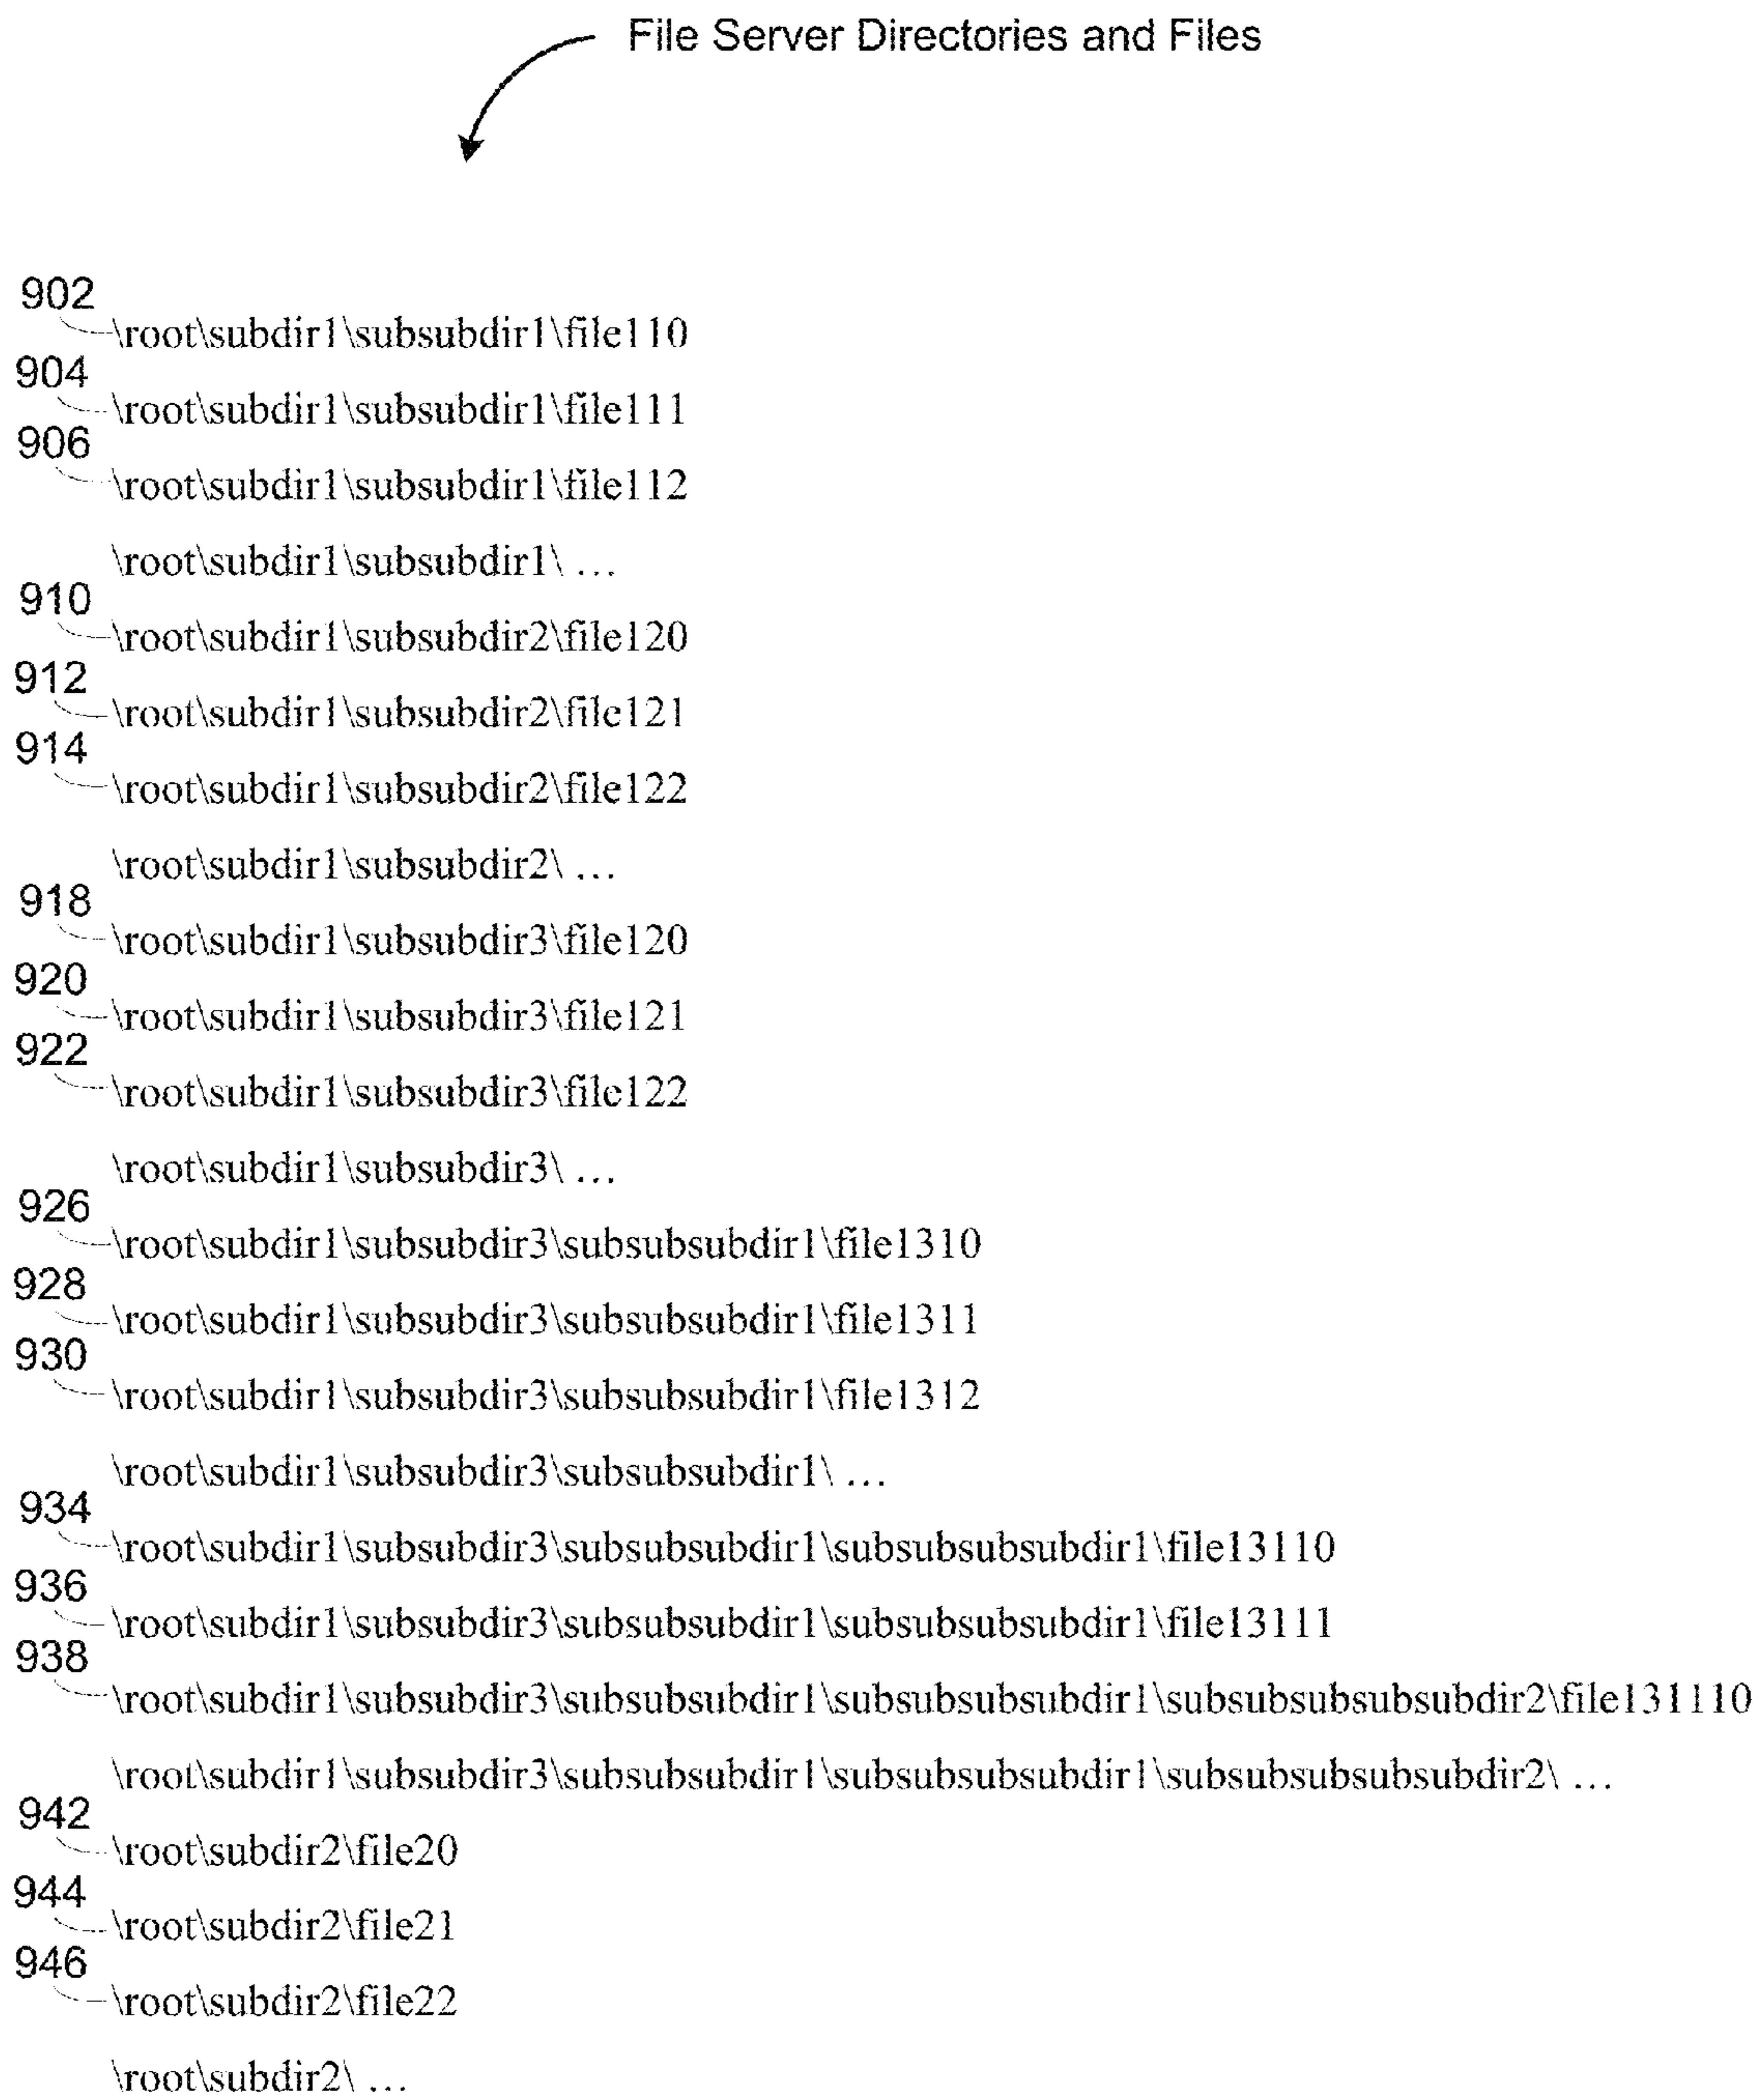 File Server Directories and Files
902
\root\subdir1\subsubdir1\file110
904
\root\subdir1\subsubdir1\file111
906
\root\subdir1\subsubdir1\file112
\root\subdir1\subsubdir1\ ...
910
\root\subdir1\subsubdir2\file120
912
\root\subdir1\subsubdir2\file121
914
\root\subdir1\subsubdir2\file122
\root\subdir1\subsubdir2\ ...
918
\root\subdir1\subsubdir3\file120
920
\root\subdir1\subsubdir3\file121
922
\root\subdir1\subsubdir3\file122
\root\subdir1\subsubdir3\ ...
926
\root\subdir1\subsubdir3\subsubsubdir1\file1310
928
\root\subdir1\subsubdir3\subsubsubdir1\file1311
930
\root\subdir1\subsubdir3\subsubsubdir1\file1312
\root\subdir1\subsubdir3\subsubsubdir1\ ...
934
\root\subdir1\subsubdir3\subsubsubdir1\subsubsubsubdir1\file13110
936
\root\subdir1\subsubdir3\subsubsubdir1\subsubsubsubdir1\file13111
938
\root\subdir1\subsubdir3\subsubsubdir1\subsubsubsubdir1\subsubsubsubsubdir2\file131110
\root\subdir1\subsubdir3\subsubsubdir1\subsubsubsubdir1\subsubsubsubsubdir2\ ...
942
\root\subdir2\file20
944
\root\subdir2\file21
946
\root\subdir2\file22
\root\subdir2\ ...